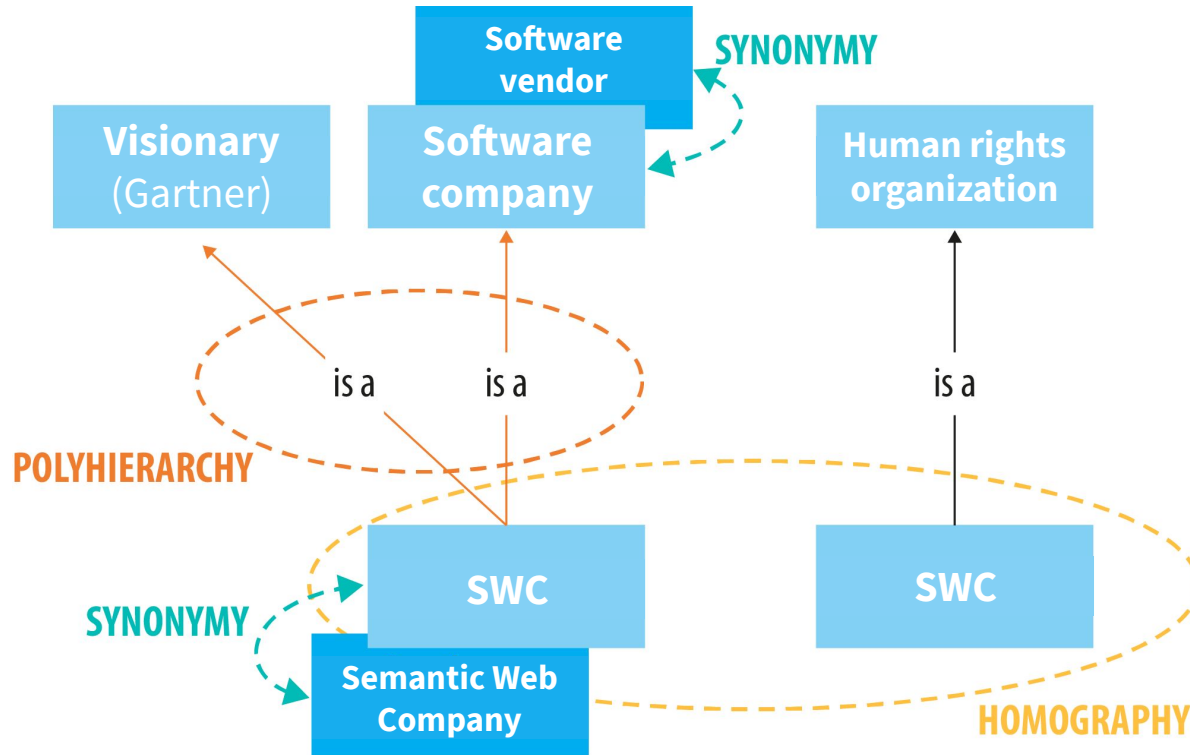 Software
vendor
SYNONYMY
Visionary
(Gartner)
Software
company
Human rights
organization
is a
is a
is a
POLYHIERARCHY
SWC
SWC
SYNONYMY
Semantic Web
Company
HOMOGRAPHY